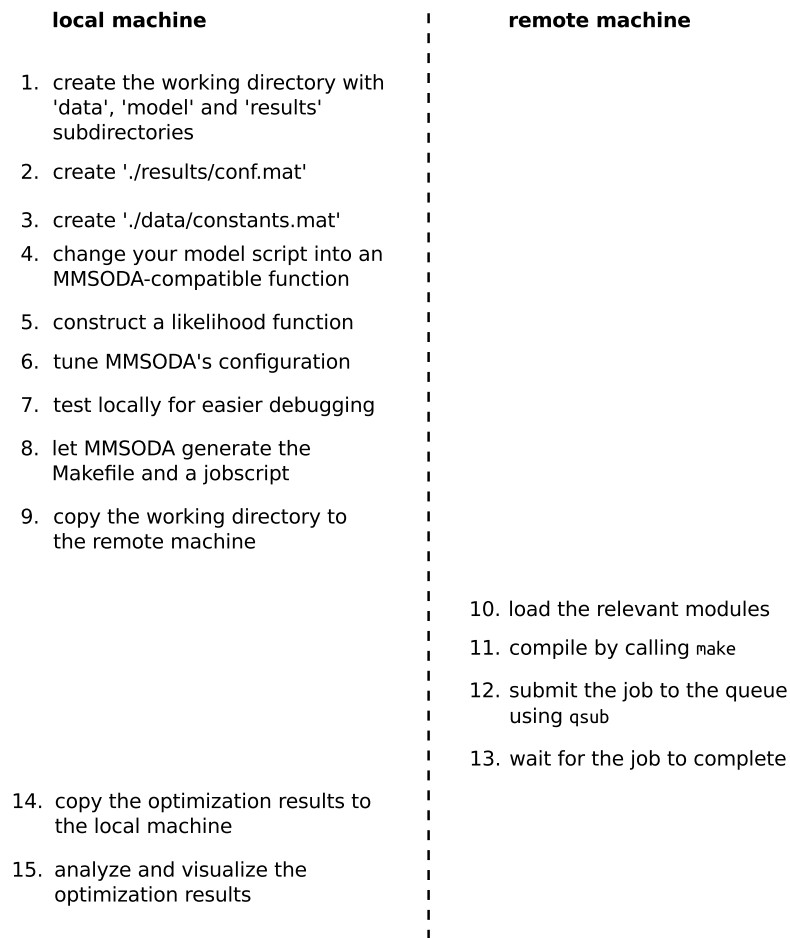 local machine
remote machine
1. create the working directory with
'data', 'model' and 'results'
subdirectories
2. create './results/conf.mat'
3. create './data/constants.mat'
4. change your model script into an
MMSODA-compatible function
5. construct a likelihood function
6. tune MMSODA's configuration
7. test locally for easier debugging
8. let MMSODA generate the
Makefile and a jobscript
9. copy the working directory to
the remote machine
10. load the relevant modules
11. compile by calling make
12. submit the job to the queue
using qsub
13. wait for the job to complete
14. copy the optimization results to
the local machine
15. analyze and visualize the
optimization results